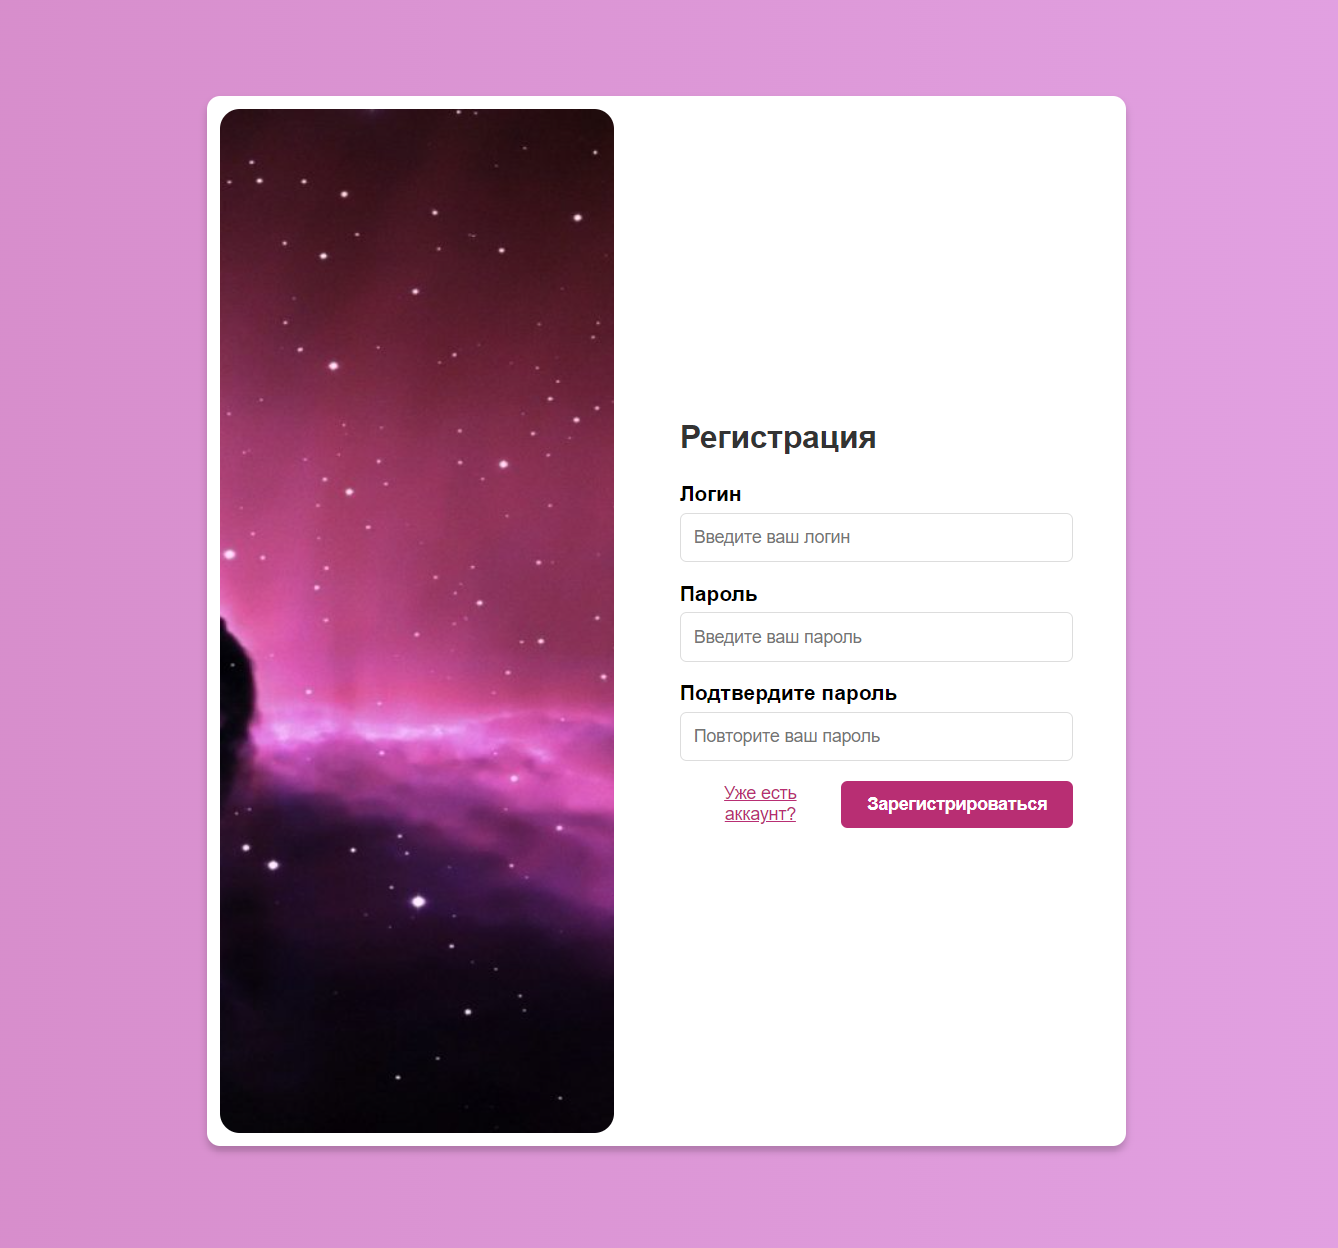 Регистрация
Логин
Введите ваш логин
Пароль
Введите ваш пароль
Подтвердите пароль
Повторите ваш пароль
Уже есть
аккаунт?
Зарегистрироваться